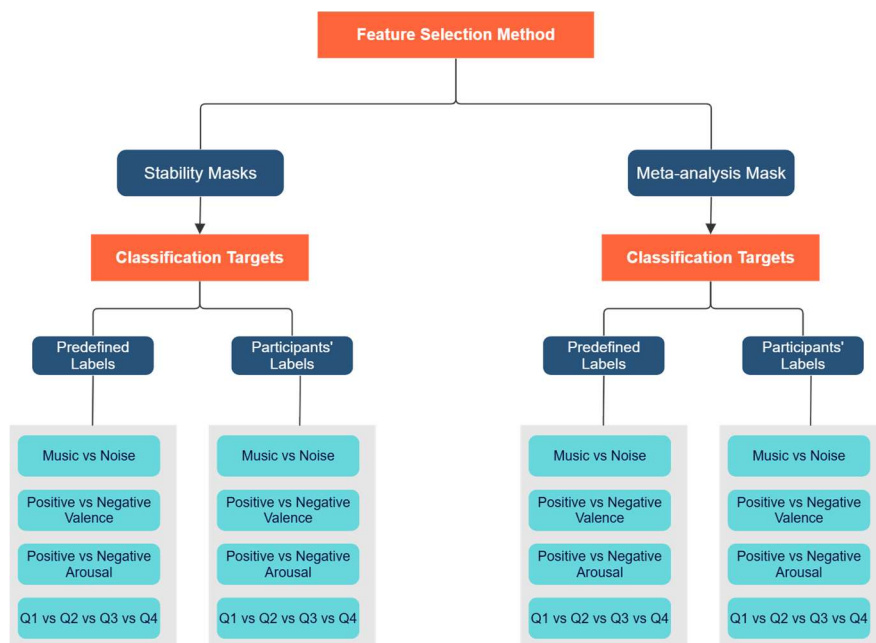 Feature Selection Method
Stability Masks
Meta-analysis Mask
Classification Targets
Classification Targets
Predefined
Labels
Participants'
Labels
Predefined
Labels
Participants'
Labels
Music vs Noise
Positive vs Negative
Valence
Positive vs Negative
Arousal
Q1 vs Q2 vs Q3 vs Q4
Music vs Noise
Positive vs Negative
Valence
Positive vs Negative
Arousal
Q1 vs Q2 vs Q3 vs Q4
Music vs Noise
Positive vs Negative
Valence
Positive vs Negative
Arousal
Q1 vs Q2 vs Q3 vs Q4
Music vs Noise
Positive vs Negative
Valence
Positive vs Negative
Arousal
Q1 vs Q2 vs Q3 vs Q4